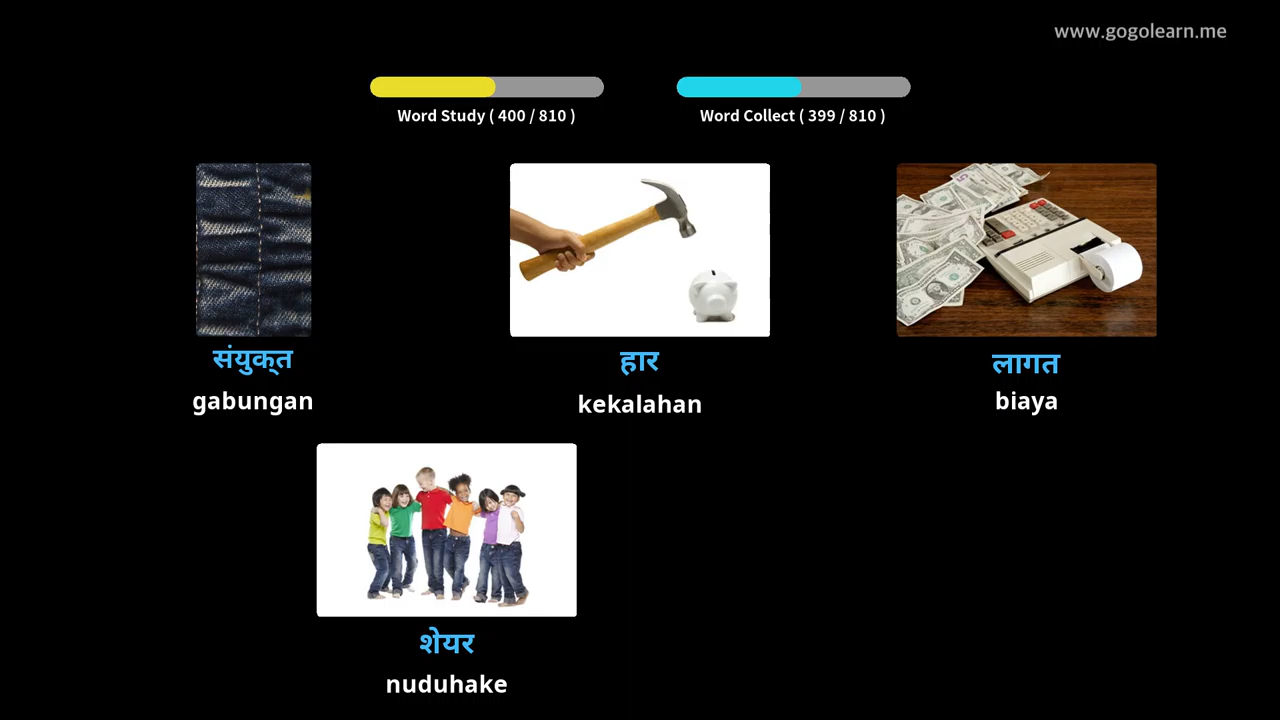 www.gogolearn.me
Word Study ( 400 / 810 )
Word Collect ( 399 / 810 )
संयुक्त
gabungan
हार
kekalahan
लागत
biaya
शेयर
nuduhake